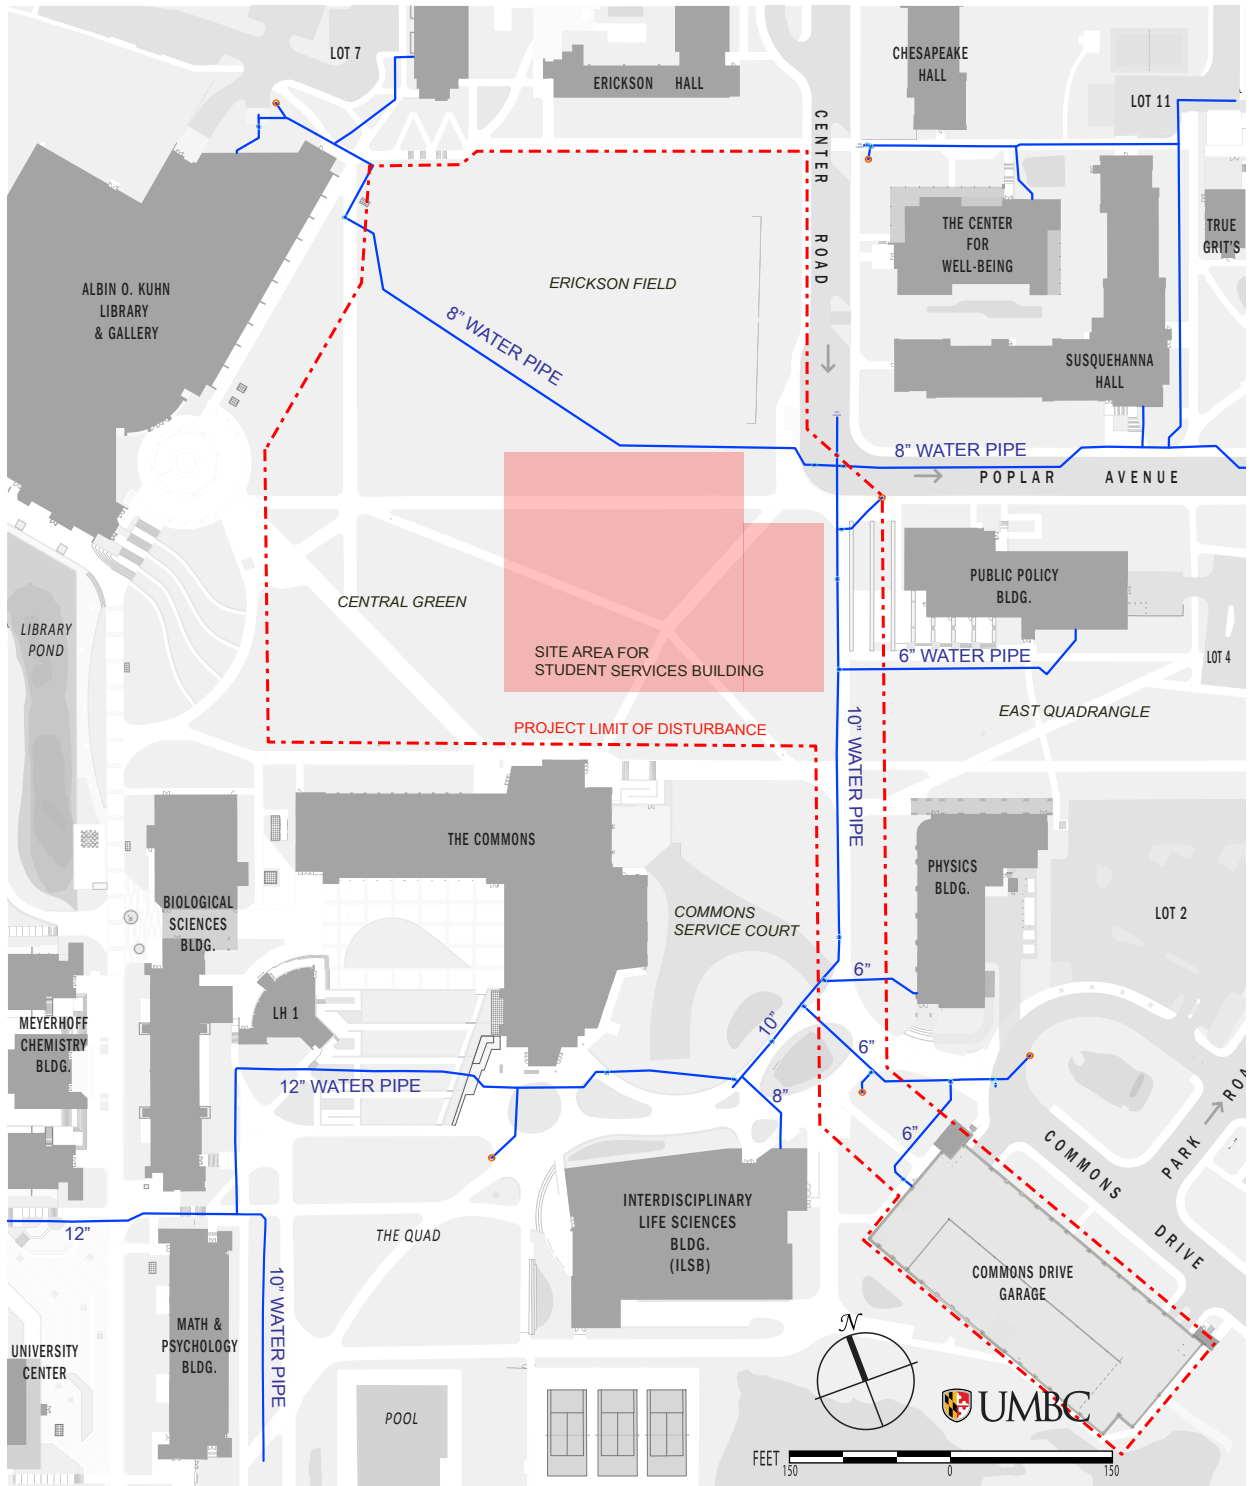 LOT 7
ERICKSON HALL
CHESAPEAKE
HALL
LOT 11
CENTER ROAD
THE CENTER
FOR
WELL-BEING
TRUE
GRIT'S
ALBIN O. KUHN
LIBRARY
& GALLERY
ERICKSON FIELD
8” WATER PIPE
SUSQUEHANNA
HALL
8” WATER PIPE
POPLAR AVENUE
PUBLIC POLICY
BLDG.
CENTRAL GREEN
LIBRARY
POND
SITE AREA FOR
STUDENT SERVICES BUILDING
6” WATER PIPE
LOT 4
EAST QUADRANGLE
PROJECT LIMIT OF DISTURBANCE
10” WATER PIPE
THE COMMONS
PHYSICS
BLDG.
BIOLOGICAL
SCIENCES
BLDG.
COMMONS
SERVICE COURT
LOT 2
6”
LH 1
MEYERHOFF
CHEMISTRY
BLDG.
10”
6”
12” WATER PIPE
8”
6”
COMMONS DRIVE
PARK ROA
INTERDISCIPLINARY
LIFE SCIENCES
BLDG.
(ILSB)
12”
THE QUAD
10” WATER PIPE
COMMONS DRIVE
GARAGE
MATH &
PSYCHOLOGY
BLDG.
UNIVERSITY
CENTER
N
POOL
UMBC
FEET
150 0 150